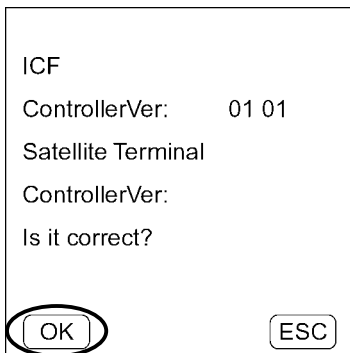 ICF
ControllerVer: 01 01
Satellite Terminal
ControllerVer:
Is it correct?
OK ESC